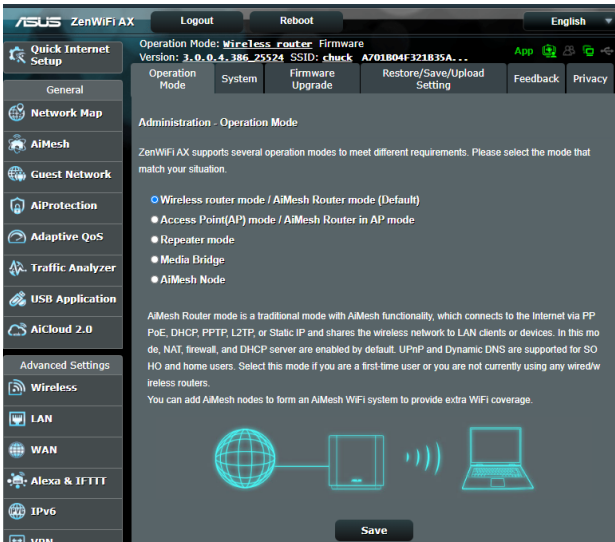 ASUS ZenWiFi AX Logout Reboot English
Quick Internet Setup
Operation Mode: Wireless router Firmware
Version: 3.0.0.4.386_25524 SSID: chuck A701B04F321B35A...
App
Operation Mode System Firmware Upgrade Restore/Save/Upload Setting Feedback Privacy
General
Network Map
AiMesh
Guest Network
AiProtection
Adaptive QoS
Traffic Analyzer
USB Application
AiCloud 2.0
Advanced Settings
Wireless
LAN
WAN
Alexa & IFTTT
IPv6
VPN
Administration - Operation Mode
ZenWiFi AX supports several operation modes to meet different requirements. Please select the mode that
match your situation.
Wireless router mode / AiMesh Router mode (Default)
Access Point(AP) mode / AiMesh Router in AP mode
Repeater mode
Media Bridge
AiMesh Node
AiMesh Router mode is a traditional mode with AiMesh functionality, which connects to the Internet via PP
PoE, DHCP, PPTP, L2TP, or Static IP and shares the wireless network to LAN clients or devices. In this mo
de, NAT, firewall, and DHCP server are enabled by default. UPnP and Dynamic DNS are supported for SO
HO and home users. Select this mode if you are a first-time user or you are not currently using any wired/w
ireless routers.
You can add AiMesh nodes to form an AiMesh WiFi system to provide extra WiFi coverage.
Save